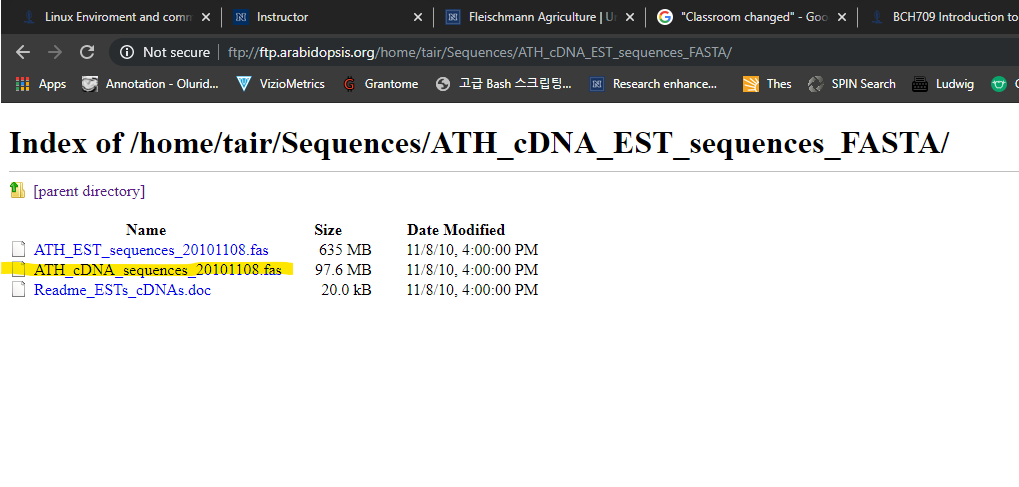 Linux Enviroment and comm
Instructor
Fleischmann Agriculture | Un
"Classroom changed" - Goo
BCH709 Introduction to
Not secure | ftp://ftp.arabidopsis.org/home/tair/Sequences/ATH_cDNA_EST_sequences_FASTA/
Apps Annotation - Olurid... VizioMetrics Grantome 고급 Bash 스크립팅... Research enhance... Thes SPIN Search Ludwig
Index of /home/tair/Sequences/ATH_cDNA_EST_sequences_FASTA/
[parent directory]
Name Size Date Modified
ATH_EST_sequences_20101108.fas 635 MB 11/8/10, 4:00:00 PM
ATH_cDNA_sequences_20101108.fas 97.6 MB 11/8/10, 4:00:00 PM
Readme_ESTs_cDNAs.doc 20.0 kB 11/8/10, 4:00:00 PM